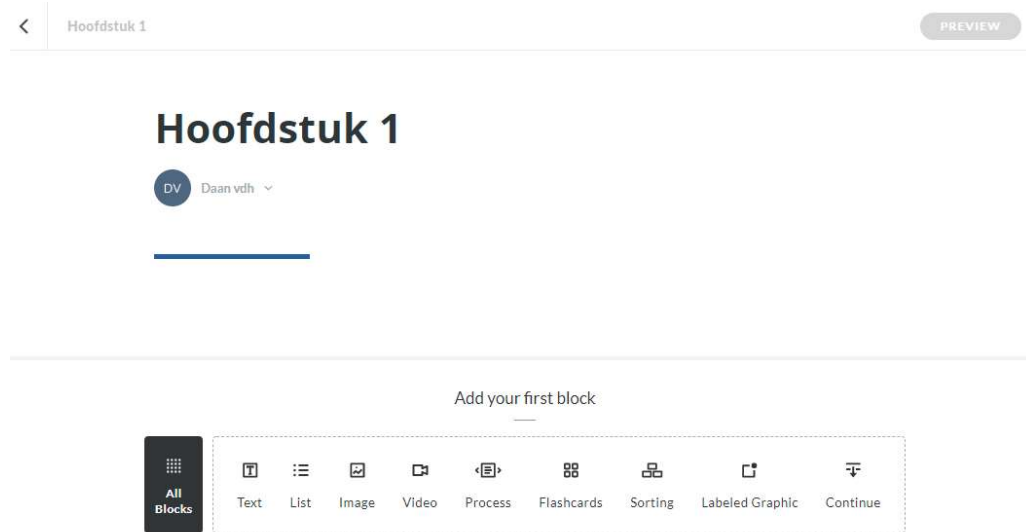 Hoofdstuk 1
PREVIEW
Hoofdstuk 1
DV Daan vdh
Add your first block
All
Blocks
Text List Image Video Process Flashcards Sorting Labeled Graphic Continue